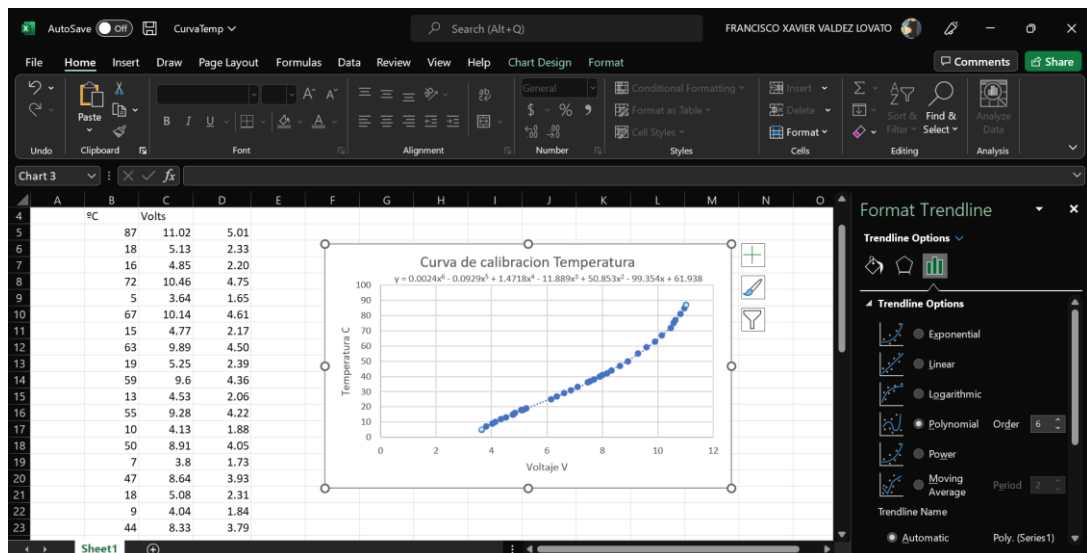 AutoSave Off CurvaTemp Search (Alt+Q) FRANCISCO XAVIER VALDEZ LOVATO
File Home Insert Draw Page Layout Formulas Data Review View Help Chart Design Format Comments Share
Paste
B I U A A A
ab
General
$ % 9
Conditional Formatting
Format as Table
Cell Styles
Insert
Delete
Format
Sort &
Filter
Find &
Select
Analyze
Data
Undo Clipboard Font Alignment Number Styles Cells Editing Analysis
Chart 3 fx
A B C D E F G H I J K L M N O
4 ºC Volts
5 87 11.02 5.01
6 18 5.13 2.33
7 16 4.85 2.20
8 72 10.46 4.75
9 5 3.64 1.65
10 67 10.14 4.61
11 15 4.77 2.17
12 63 9.89 4.50
13 19 5.25 2.39
14 59 9.6 4.36
15 13 4.53 2.06
16 55 9.28 4.22
17 10 4.13 1.88
18 50 8.91 4.05
19 7 3.8 1.73
20 47 8.64 3.93
21 18 5.08 2.31
22 9 4.04 1.84
23 44 8.33 3.79
Curva de calibracion Temperatura
y = 0.0024x⁶ - 0.0929x⁵ + 1.4718x⁴ - 11.889x³ + 50.853x² - 99.354x + 61.938
Temperatura C
100
90
80
70
60
50
40
30
20
10
0
0 2 4 6 8 10 12
Voltaje V
Format Trendline
Trendline Options
Trendline Options
Exponential
Linear
Logarithmic
Polynomial Order 6
Power
Moving
Average Period 2
Trendline Name
Automatic Poly. (Series1)
Sheet1